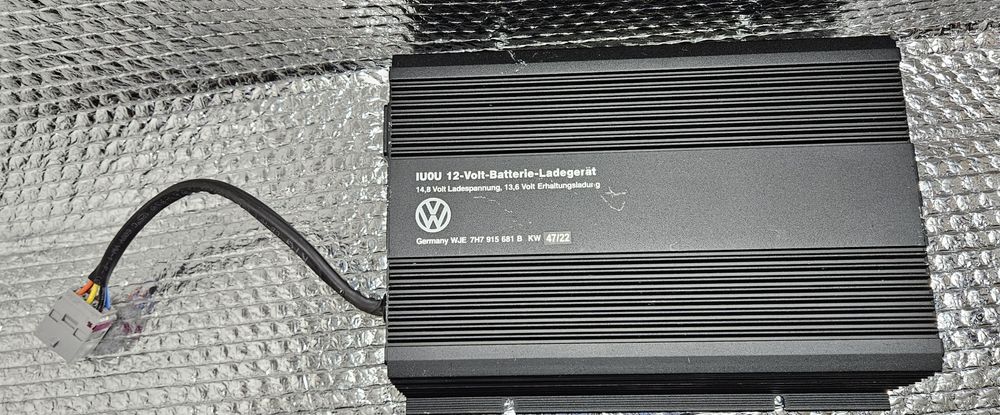 IU0U 12-Volt-Batterie-Ladegerät
14,8 Volt Ladespannung, 13,6 Volt Erhaltungsladung
Germany WJE 7H7 915 681 B KW 47/22